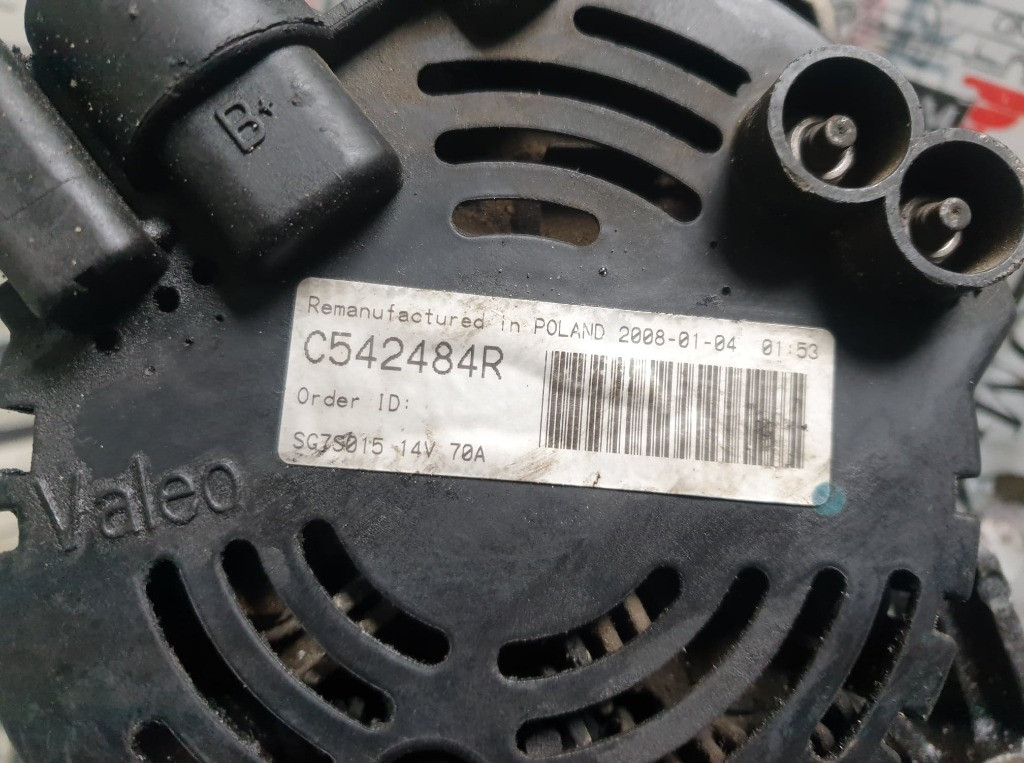 B+
Remanufactured in POLAND 2008-01-04 01:53
C542484R
Order ID:
SG7S015 14V 70A
Valeo